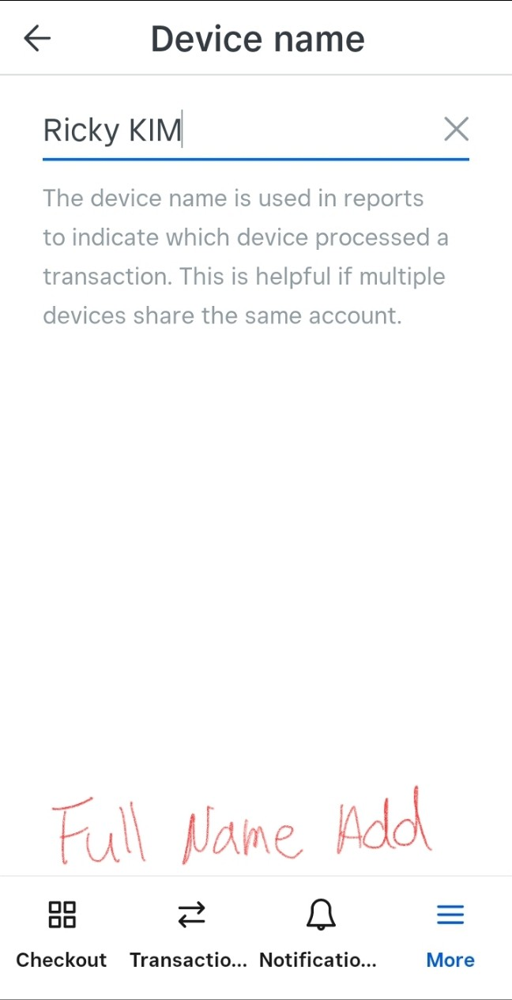 Device name
Ricky KIM
The device name is used in reports
to indicate which device processed a
transaction. This is helpful if multiple
devices share the same account.
Full Name Add
Checkout Transactio... Notificatio... More